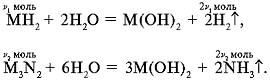 ν₁ моль 2ν₁ моль
MH₂ + 2H₂O = M(OH)₂ + 2H₂↑,
ν₂ моль 2ν₂ моль
M₃N₂ + 6H₂O = 3M(OH)₂ + 2NH₃↑.